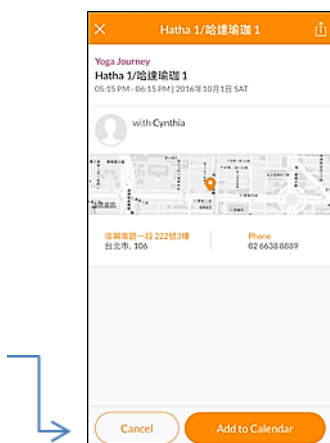 Hatha 1/哈達瑜珈 1
Yoga Journey
Hatha 1/哈達瑜珈 1
05:15 PM - 06:15 PM | 2016年10月1日 SAT
with Cynthia
復興南路一段 222號3樓
台北市, 106
Phone
02 6638 8889
Cancel
Add to Calendar